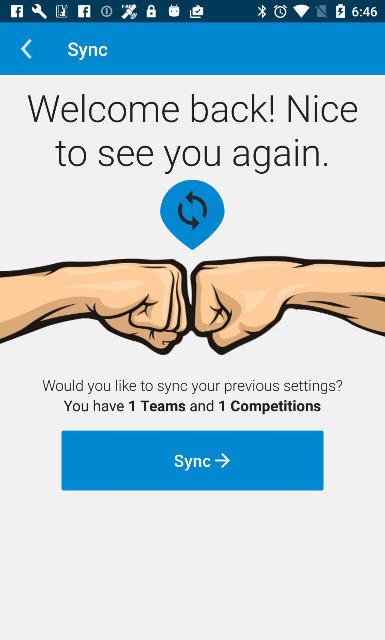 6:46
Sync
Welcome back! Nice
to see you again.
Would you like to sync your previous settings?
You have 1 Teams and 1 Competitions
Sync